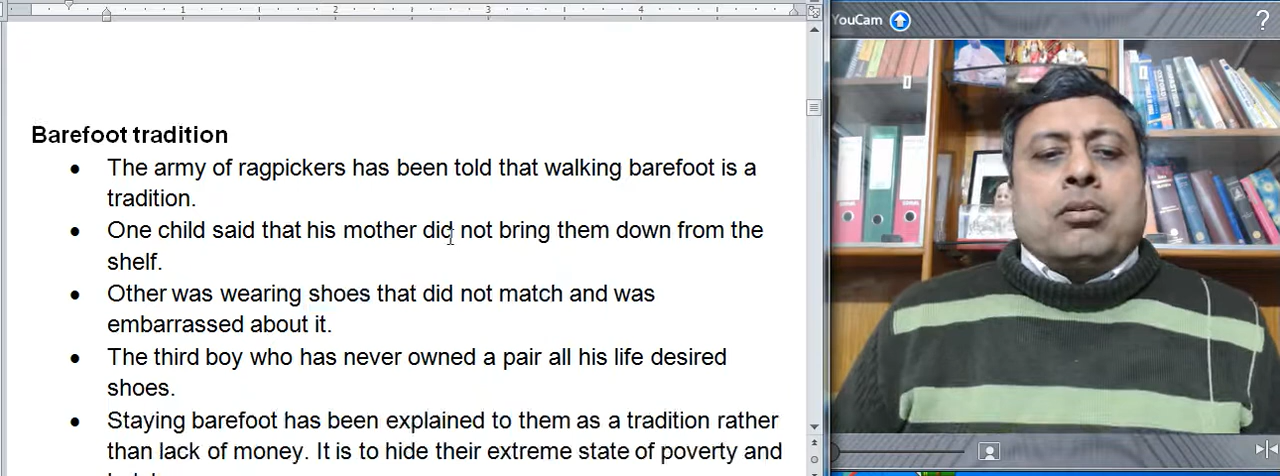 1 2 3 4
YouCam ?
Barefoot tradition
• The army of ragpickers has been told that walking barefoot is a
tradition.
• One child said that his mother did not bring them down from the
shelf.
• Other was wearing shoes that did not match and was
embarrassed about it.
• The third boy who has never owned a pair all his life desired
shoes.
• Staying barefoot has been explained to them as a tradition rather
than lack of money. It is to hide their extreme state of poverty and